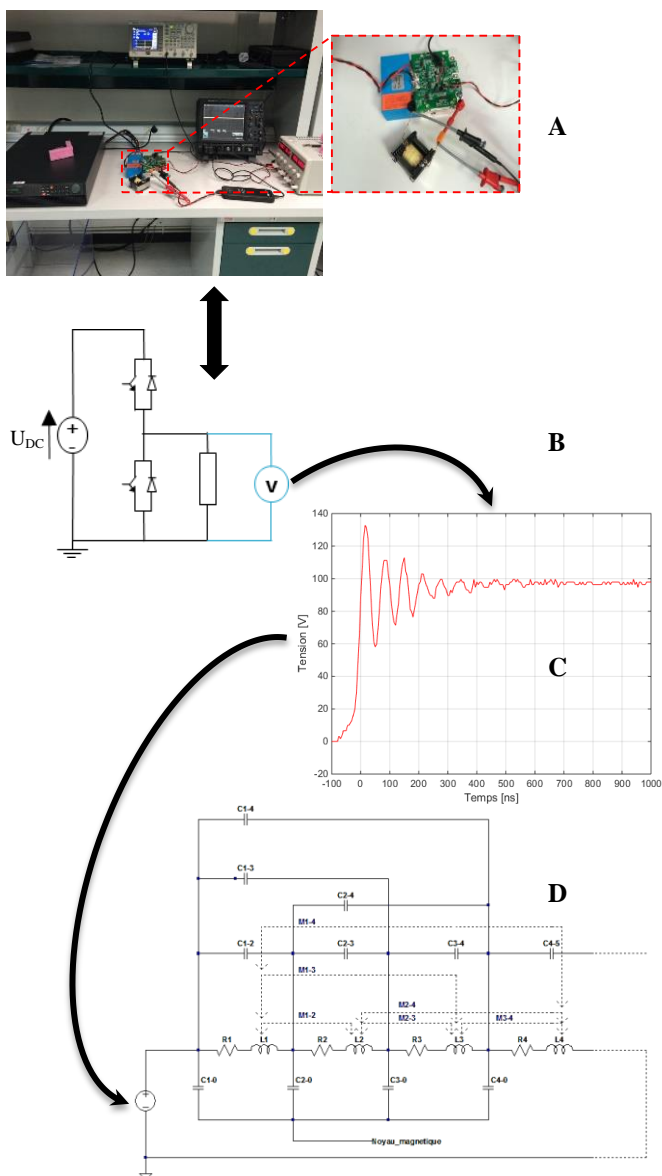 A
U_DC
+
-
V
B
140
120
100
80
60
40
20
0
-20
Tension [V]
-100 0 100 200 300 400 500 600 700 800 900 1000
Temps [ns]
C
C1-4
C1-3
D
C2-4
M1-4
C1-2 C2-3 C3-4 C4-5
M1-3
M2-4
M1-2 M2-3 M3-4
R1 L1 R2 L2 R3 L3 R4 L4
C1-0 C2-0 C3-0 C4-0
+
-
Noyau_magnetique